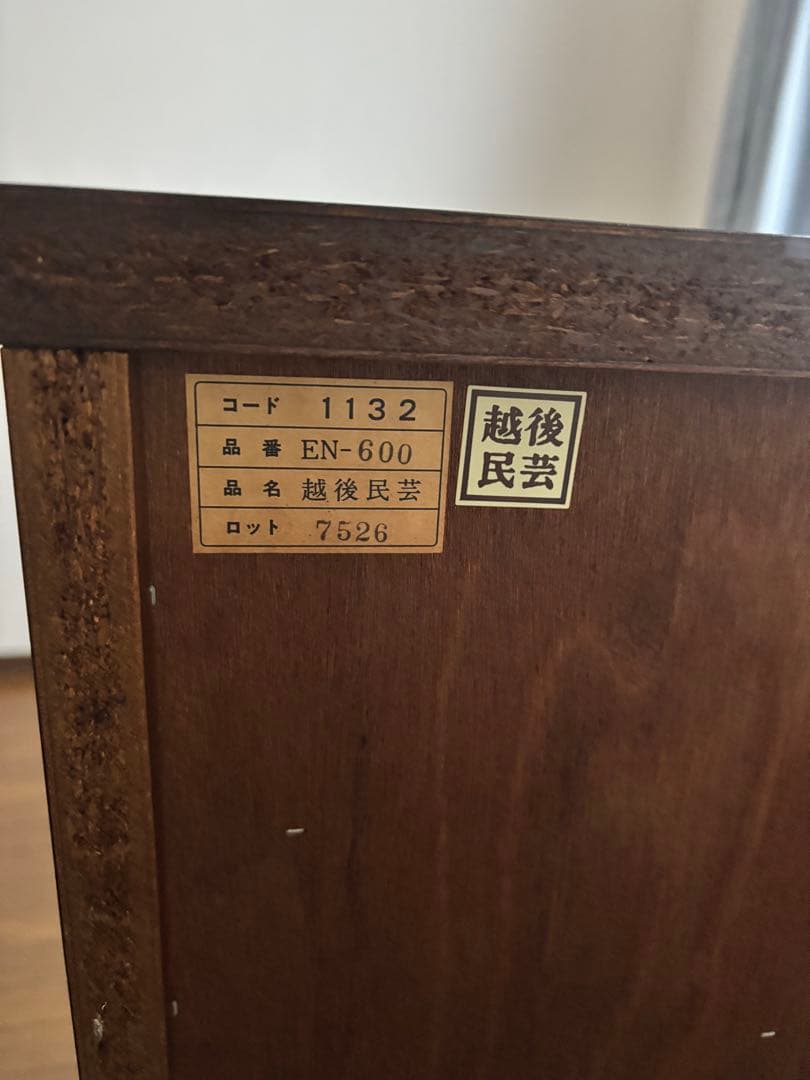 コード 1132
品番 EN-600
品名 越後民芸
ロット 7526
越後
民芸